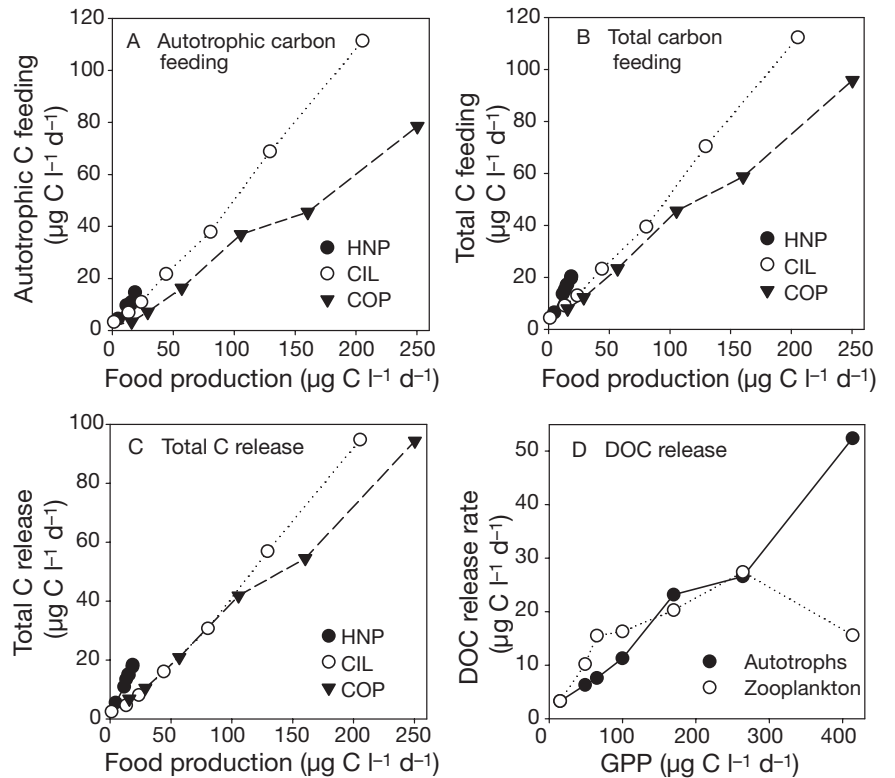 A Autotrophic carbon
feeding
Autotrophic C feeding
(µg C l⁻¹ d⁻¹)
120
100
80
60
40
20
0
HNP
CIL
COP
0 50 100 150 200 250
Food production (µg C l⁻¹ d⁻¹)
B Total carbon
feeding
Total C feeding
(µg C l⁻¹ d⁻¹)
120
100
80
60
40
20
0
HNP
CIL
COP
0 50 100 150 200 250
Food production (µg C l⁻¹ d⁻¹)
C Total C release
Total C release
(µg C l⁻¹ d⁻¹)
100
80
60
40
20
0
HNP
CIL
COP
0 50 100 150 200 250
Food production (µg C l⁻¹ d⁻¹)
D DOC release
DOC release rate
(µg C l⁻¹ d⁻¹)
50
40
30
20
10
0
Autotrophs
Zooplankton
0 100 200 300 400
GPP (µg C l⁻¹ d⁻¹)